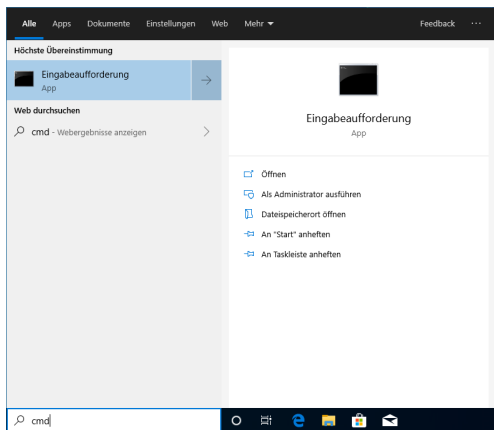 Alle Apps Dokumente Einstellungen Web Mehr Feedback ...
Höchste Übereinstimmung
Eingabeaufforderung
App
Web durchsuchen
cmd - Webergebnisse anzeigen
Eingabeaufforderung
App
Öffnen
Als Administrator ausführen
Dateispeicherort öffnen
An "Start" anheften
An Taskleiste anheften
cmd